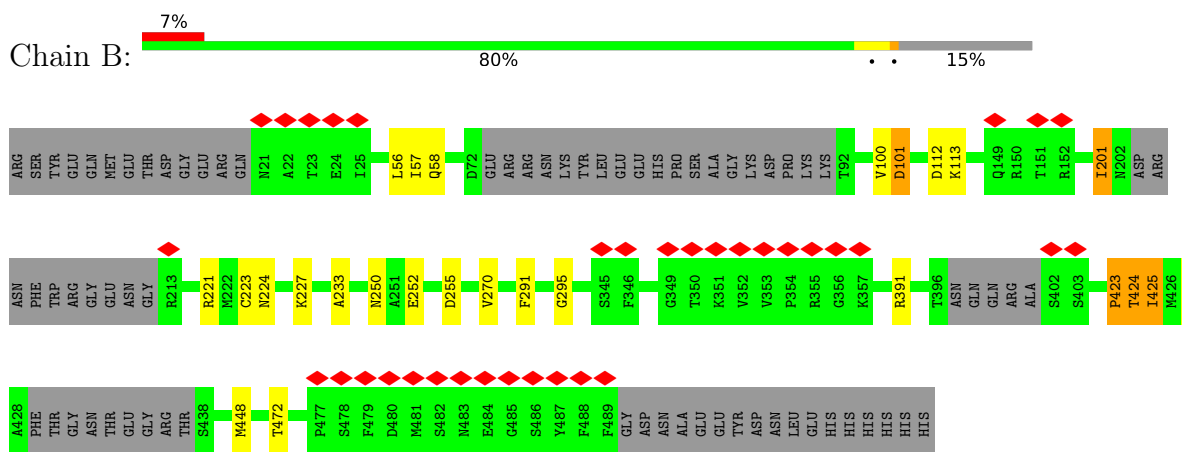 7%
Chain B:
80% • • 15%
ARG SER TYR GLU GLN MET GLU THR ASP GLY GLU ARG GLN N21 A22 T23 E24 I25 L56 I57 Q58 D72 GLU ARG ARG ASN LYS TYR LEU GLU GLU HIS PRO SER ALA GLY LYS ASP PRO LYS LYS T92 V100 D101 D112 K113 Q149 R150 T151 R152 I201 N202 ASP ARG
ASN PHE TRP ARG GLY GLU ASN GLY R213 R221 M222 C223 N224 K227 A233 N250 A251 E252 D255 V270 F291 G295 S345 F346 G349 T350 K351 V352 V353 F354 R355 G356 K357 R391 T396 ASN GLN GLN ARG ALA S402 S403 P423 T424 I425 M426
A428 PHE THR GLY ASN THR GLU GLY ARG THR S438 M448 T472 P477 S478 F479 D480 M481 S482 N483 E484 G485 S486 Y487 F488 F489 GLY ASP ASN ALA GLU GLU TYR ASP ASN LEU GLU HIS HIS HIS HIS HIS HIS